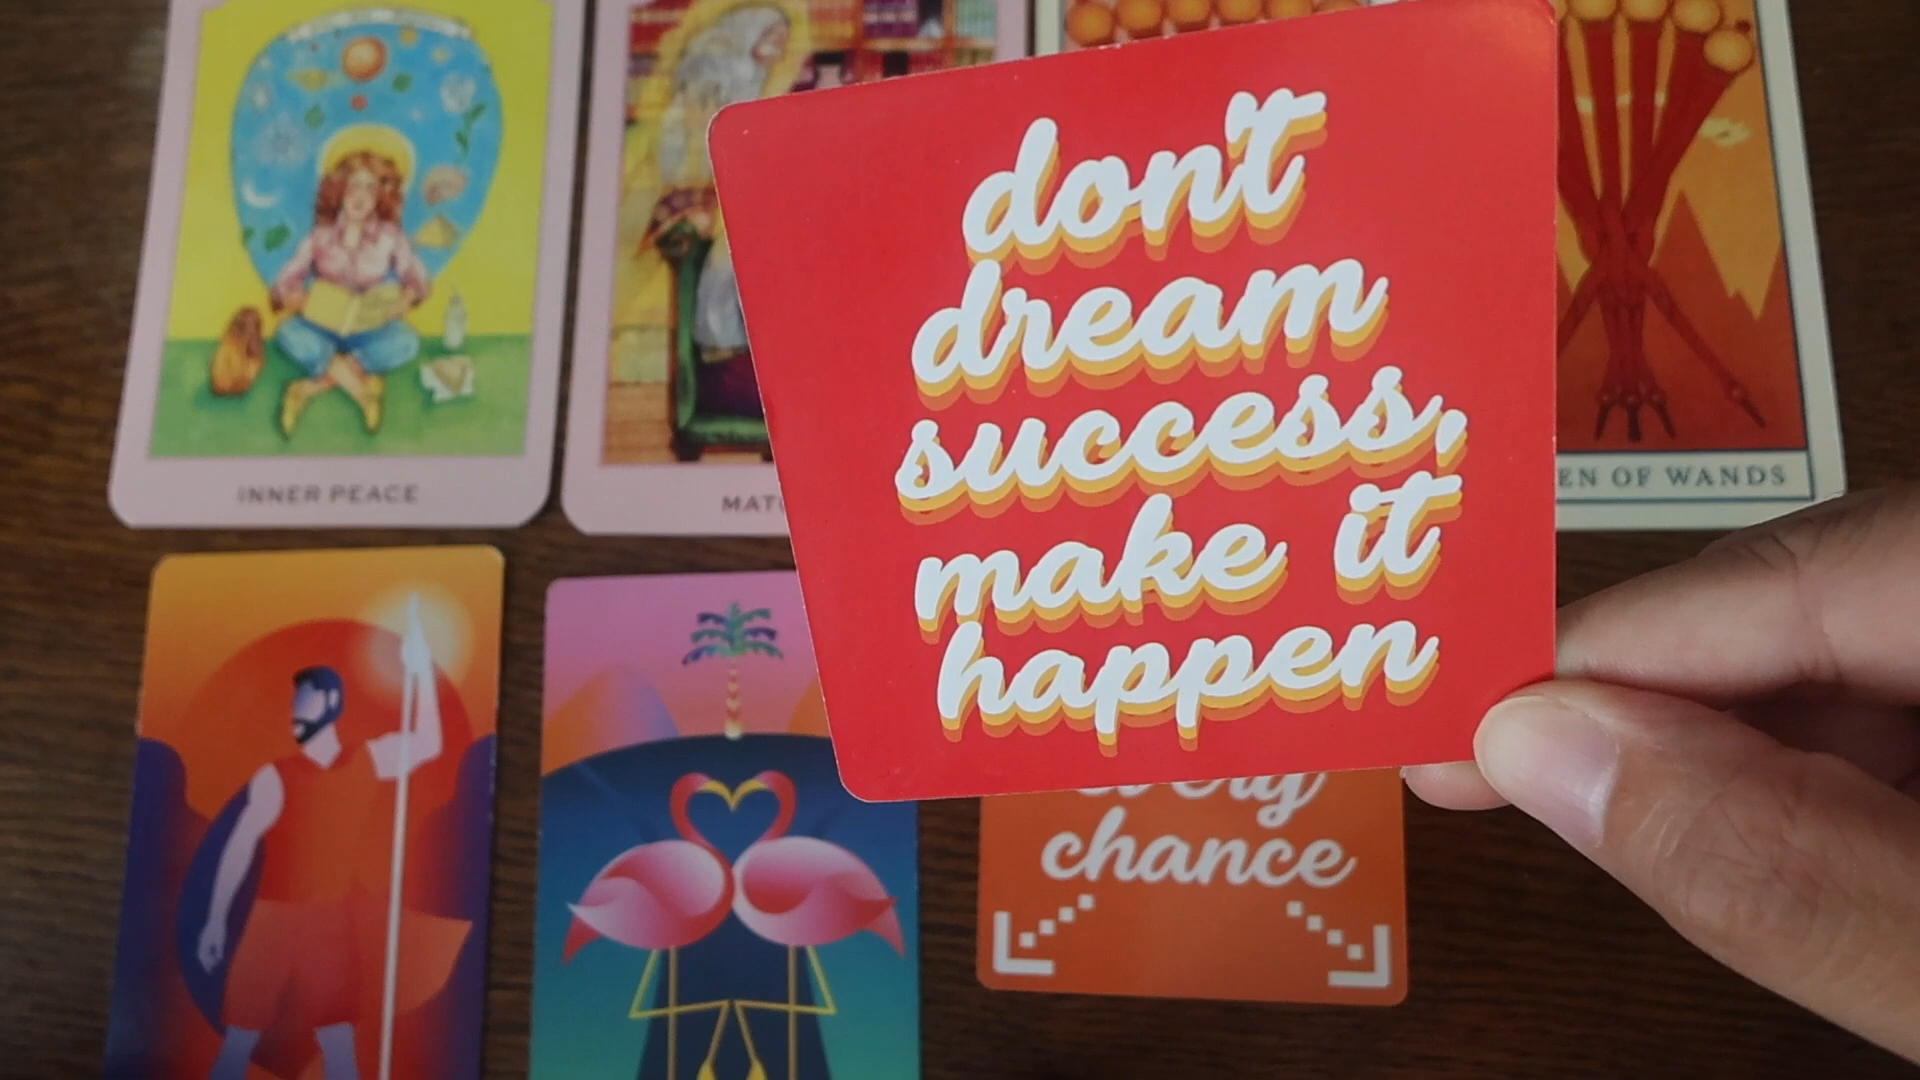 INNER PEACE
don't
dream
success,
make it
happen
EN OF WANDS
chance